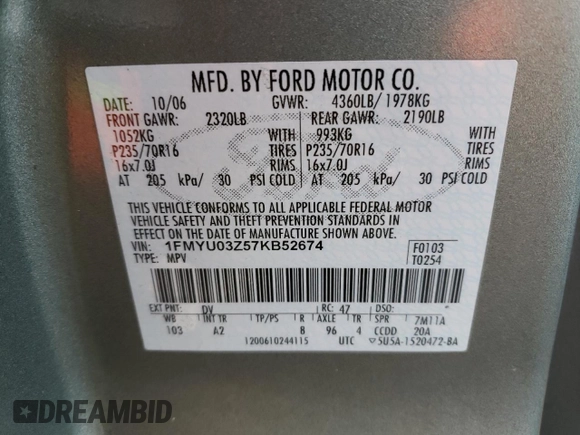 MFD. BY FORD MOTOR CO.
DATE: 10/06 GVWR: 4360LB/1978KG
FRONT GAWR: 2320LB REAR GAWR: 2190LB
1052KG WITH 993KG WITH
P235/70R16 TIRES P235/70R16 TIRES
16x7.0J RIMS 16x7.0J RIMS
AT 205 kPa/ 30 PSI COLD AT 205 kPa/ 30 PSI COLD
THIS VEHICLE CONFORMS TO ALL APPLICABLE FEDERAL MOTOR
VEHICLE SAFETY AND THEFT PREVENTION STANDARDS IN
EFFECT ON THE DATE OF MANUFACTURE SHOWN ABOVE.
VIN: 1FMYU03Z57KB52674 F0103
TYPE: MPV T0254
EXT PNT: DV RC: 47 DSO:
WB INT TR TP/PS R AXLE TR SPR 7M11A
103 A2 8 96 4 CCDD 20A
1200610244115 UTC ▽5U5A-1520472-BA
Ford
DREAMBID